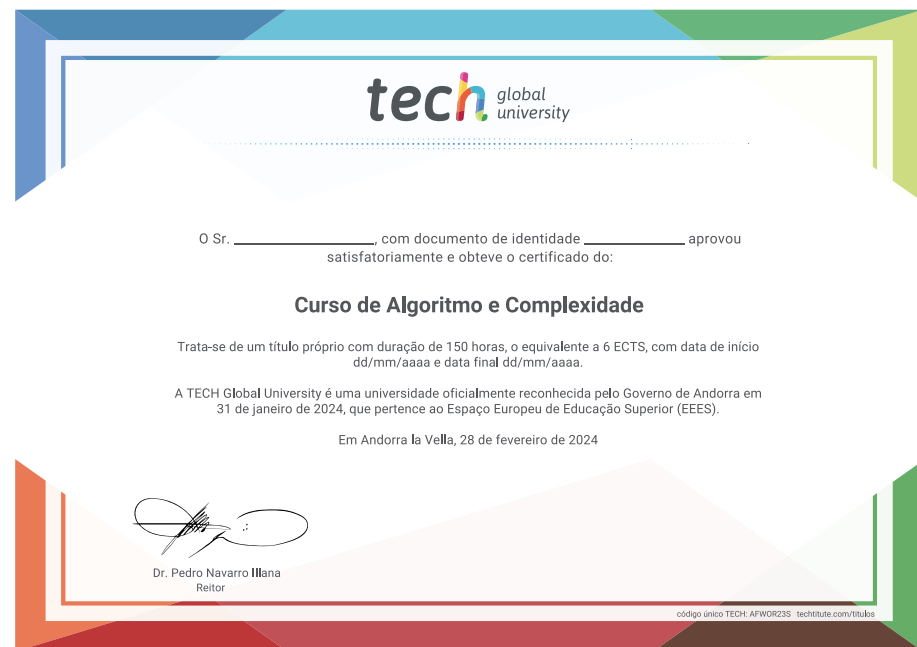 tech global university
O Sr. ____________________, com documento de identidade ______________ aprovou
satisfatoriamente e obteve o certificado do:
Curso de Algoritmo e Complexidade
Trata-se de um título próprio com duração de 150 horas, o equivalente a 6 ECTS, com data de início
dd/mm/aaaa e data final dd/mm/aaaa.
A TECH Global University é uma universidade oficialmente reconhecida pelo Governo de Andorra em
31 de janeiro de 2024, que pertence ao Espaço Europeu de Educação Superior (EEES).
Em Andorra la Vella, 28 de fevereiro de 2024
Dr. Pedro Navarro Illana
Reitor
código único TECH: AFWOR23S techtitute.com/titulos